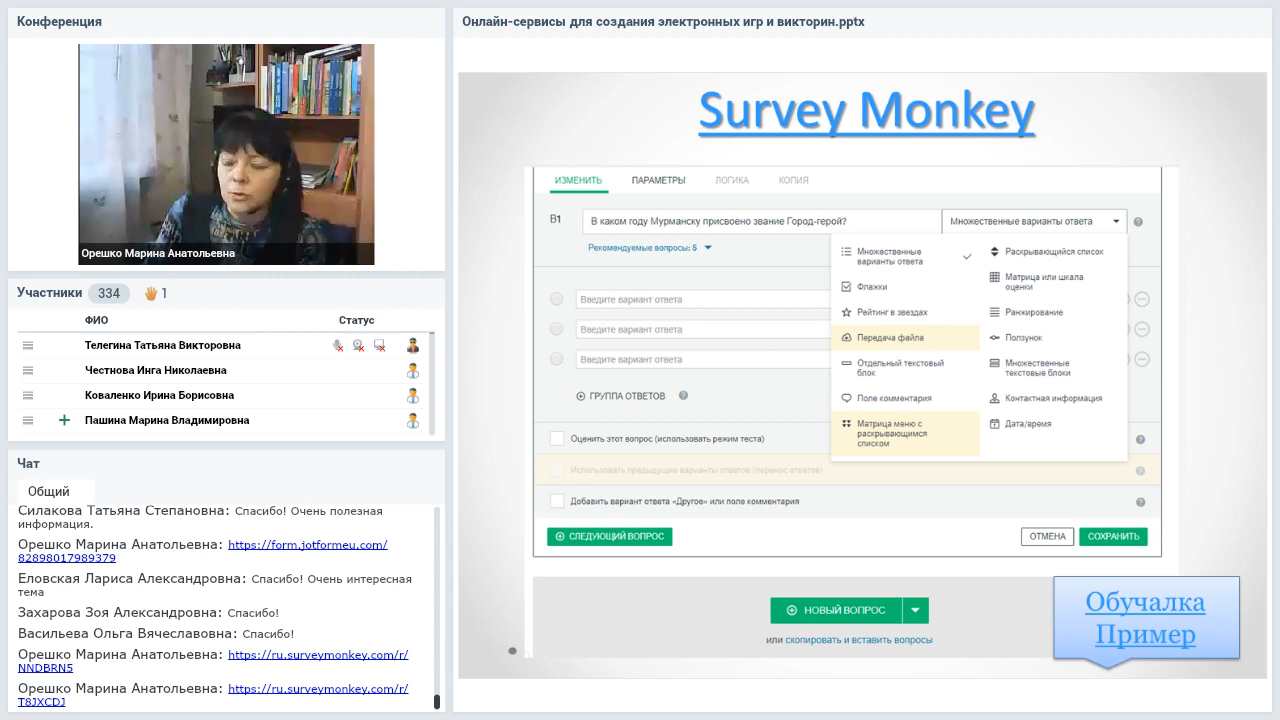 Конференция
Орешко Марина Анатольевна
Участники 334 1
ФИО Статус
Телегина Татьяна Викторовна
Честнова Инга Николаевна
Коваленко Ирина Борисовна
Пашина Марина Владимировна
Чат
Общий
Силакова Татьяна Степановна: Спасибо! Очень полезная
информация.
Орешко Марина Анатольевна: https://form.jotformeu.com/
82898017989379
Еловская Лариса Александровна: Спасибо! Очень интересная
тема
Захарова Зоя Александровна: Спасибо!
Васильева Ольга Вячеславовна: Спасибо!
Орешко Марина Анатольевна: https://ru.surveymonkey.com/r/
NNDBRN5
Орешко Марина Анатольевна: https://ru.surveymonkey.com/r/
T8JXCDJ
Онлайн-сервисы для создания электронных игр и викторин.pptx
Survey Monkey
ИЗМЕНИТЬ ПАРАМЕТРЫ ЛОГИКА КОПИЯ
В1 В каком году Мурманску присвоено звание Город-герой? Множественные варианты ответа
Рекомендуемые вопросы: 5
Введите вариант ответа
Введите вариант ответа
Введите вариант ответа
ГРУППА ОТВЕТОВ
Множественные
варианты ответа
Флажки
Рейтинг в звездах
Передача файла
Отдельный текстовый
блок
Поле комментария
Матрица меню с
раскрывающимся
списком
Раскрывающийся список
Матрица или шкала
оценки
Ранжирование
Ползунок
Множественные
текстовые блоки
Контактная информация
Дата/время
Оценить этот вопрос (использовать режим теста)
Использовать предыдущие варианты ответов (перенос ответов)
Добавить вариант ответа «Другое» или поле комментария
СЛЕДУЮЩИЙ ВОПРОС ОТМЕНА СОХРАНИТЬ
НОВЫЙ ВОПРОС
или скопировать и вставить вопросы
Обучалка
Пример